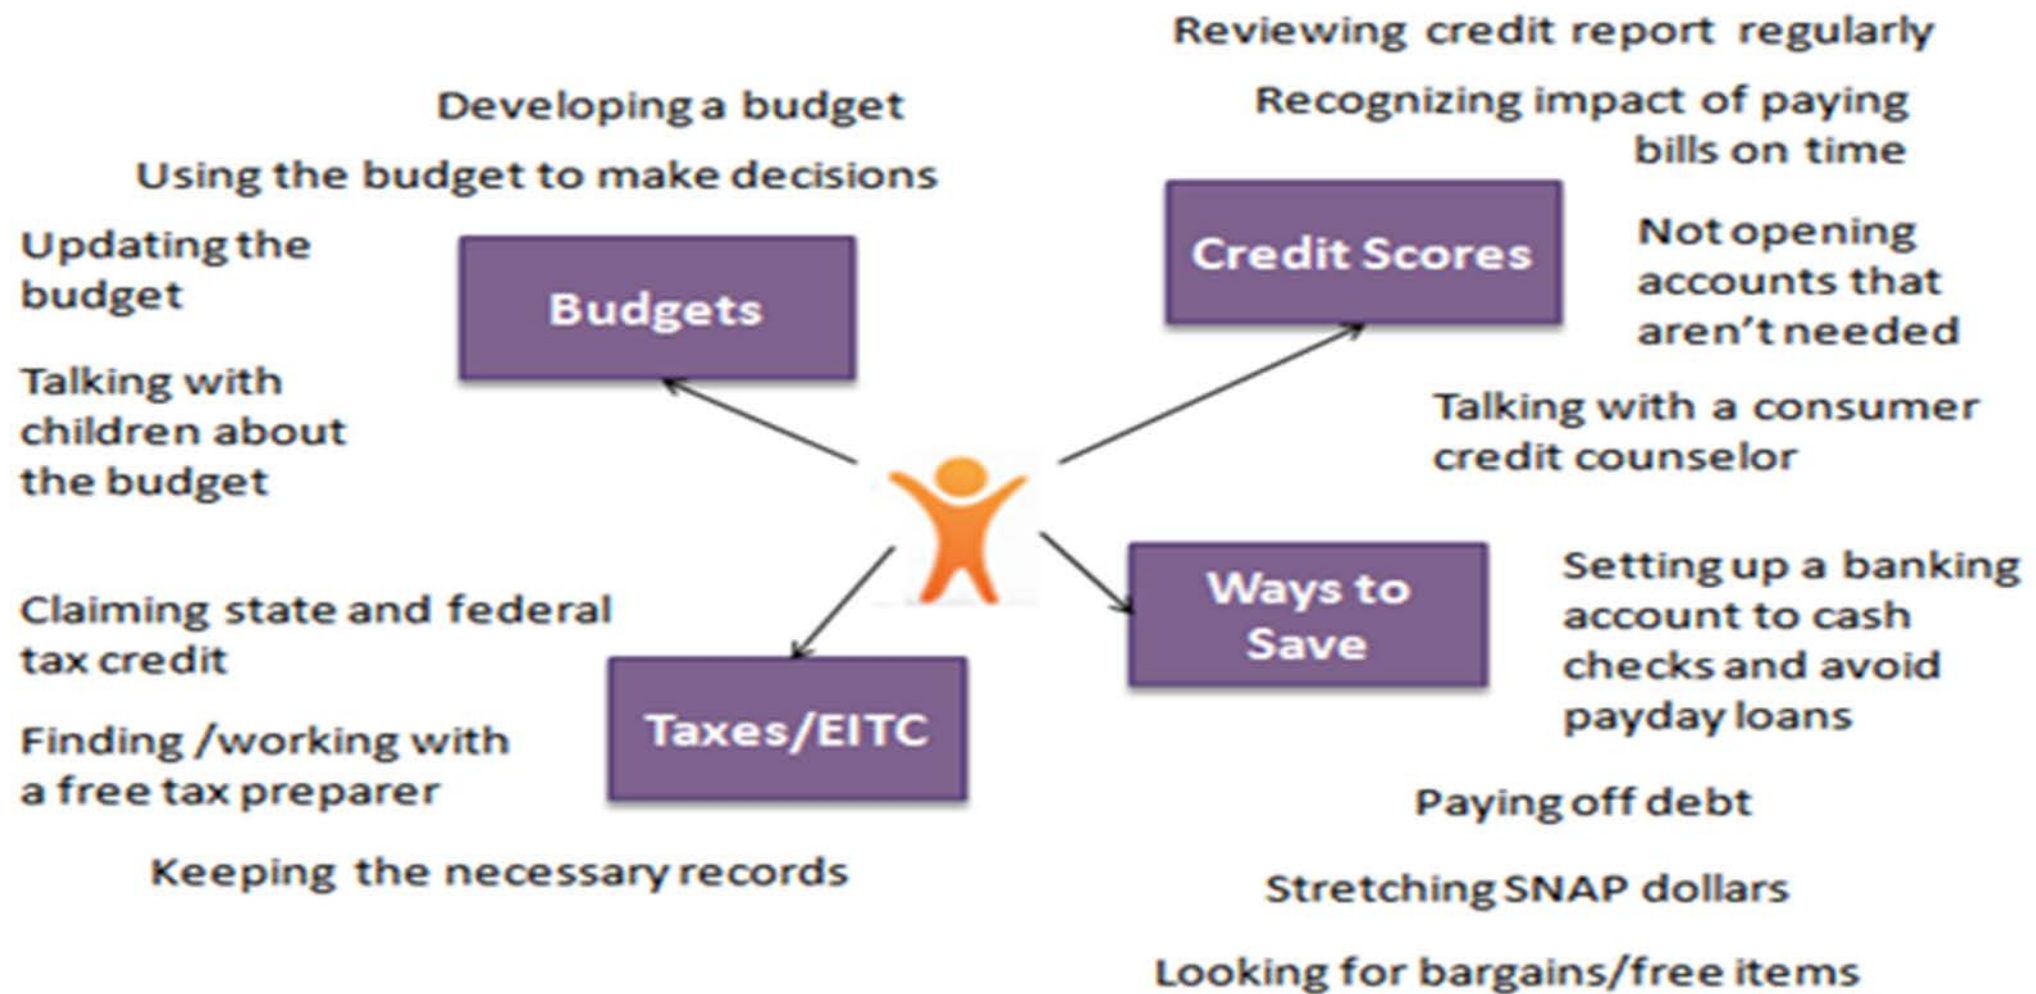 Developing a budget
Using the budget to make decisions
Updating the
budget
Talking with
children about
the budget
Budgets
Reviewing credit report regularly
Recognizing impact of paying
bills on time
Credit Scores
Not opening
accounts that
aren’t needed
Talking with a consumer
credit counselor
Claiming state and federal
tax credit
Finding /working with
a free tax preparer
Keeping the necessary records
Taxes/EITC
Ways to
Save
Setting up a banking
account to cash
checks and avoid
payday loans
Paying off debt
Stretching SNAP dollars
Looking for bargains/free items